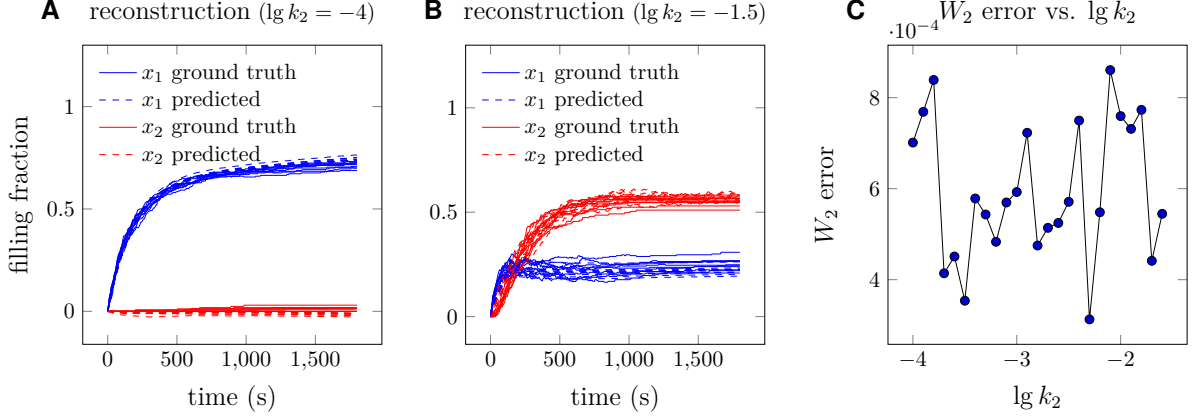 A reconstruction (lg k₂ = −4)
x₁ ground truth
x₁ predicted
x₂ ground truth
x₂ predicted
1
0.5
0
filling fraction
0 500 1,000 1,500
time (s)
B reconstruction (lg k₂ = −1.5)
x₁ ground truth
x₁ predicted
x₂ ground truth
x₂ predicted
1
0.5
0
0 500 1,000 1,500
time (s)
C W₂ error vs. lg k₂
·10⁻⁴
8
6
4
W₂ error
−4 −3 −2
lg k₂